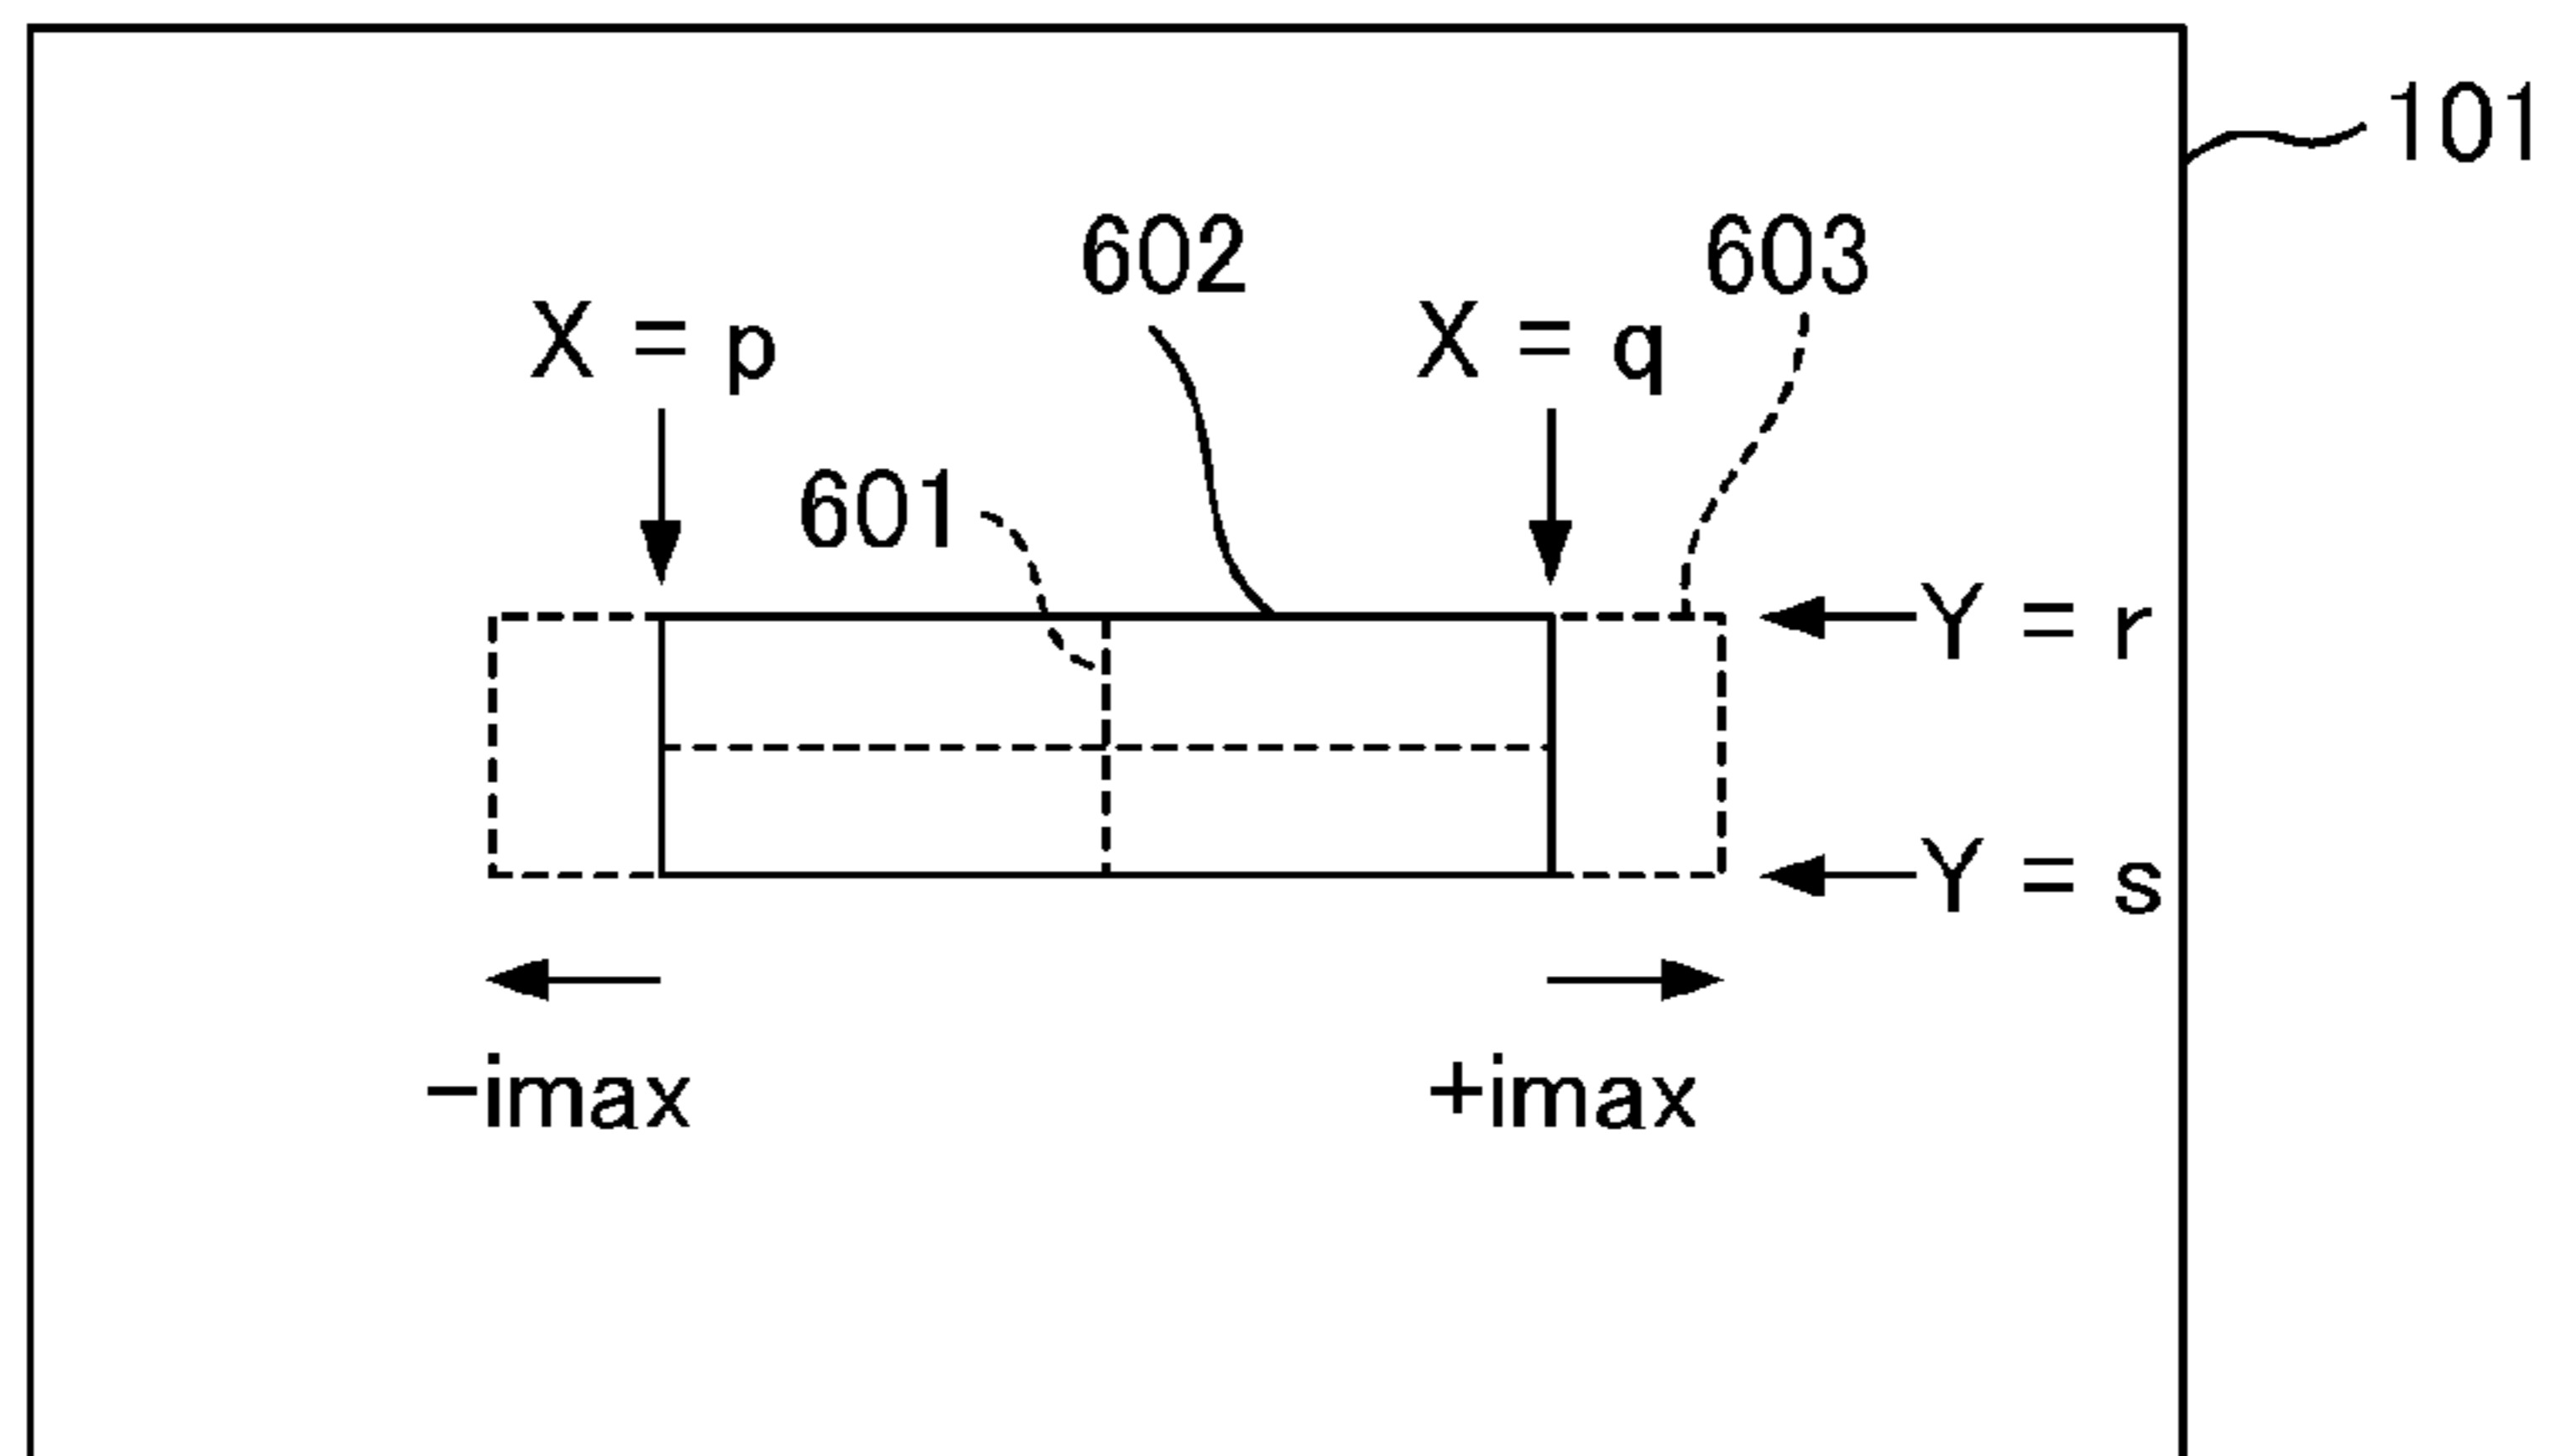 101
602
603
X = p
X = q
601
Y = r
Y = s
−imax
+imax